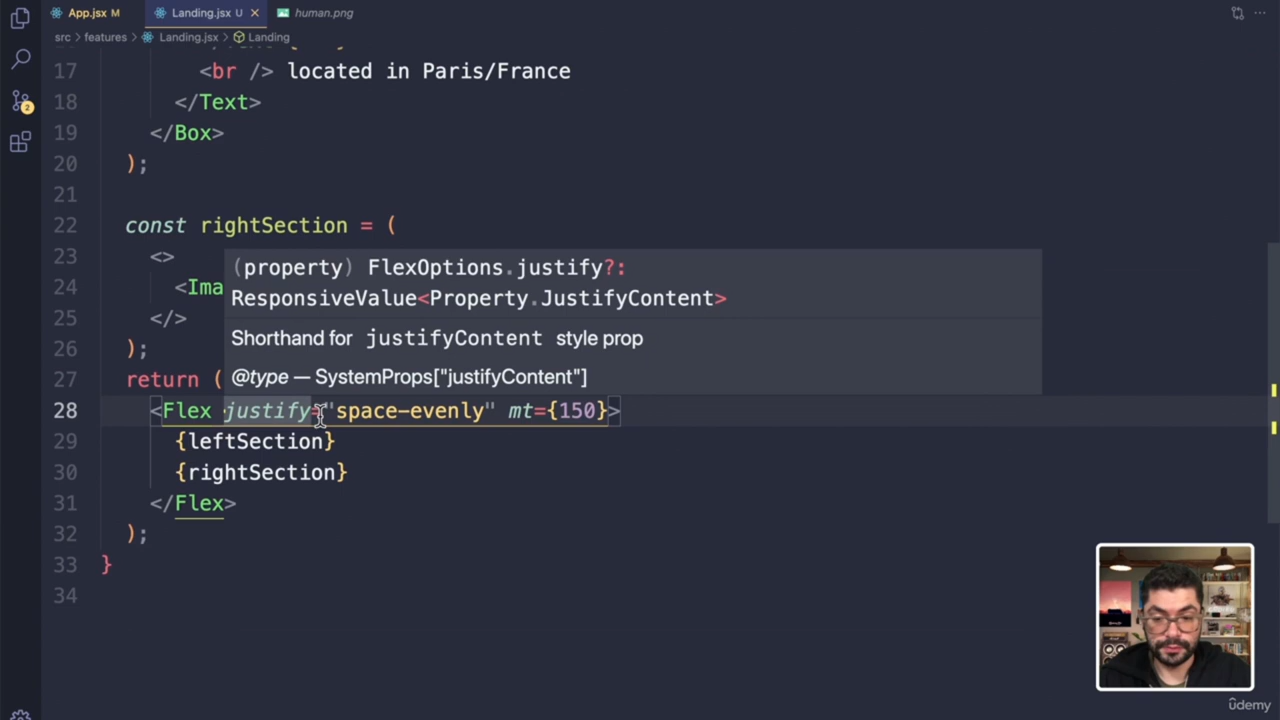 App.jsx M
Landing.jsx U
human.png
src > features > Landing.jsx > Landing
17 <br /> located in Paris/France
18 </Text>
19 </Box>
20 );
21
22 const rightSection = (
23 <>
24 <Ima
25 </>
26 );
27 return (
(property) FlexOptions.justify?:
ResponsiveValue<Property.JustifyContent>
Shorthand for justifyContent style prop
@type — SystemProps["justifyContent"]
28 <Flex justify="space-evenly" mt={150}>
29 {leftSection}
30 {rightSection}
31 </Flex>
32 );
33 }
34
2
ûdemy